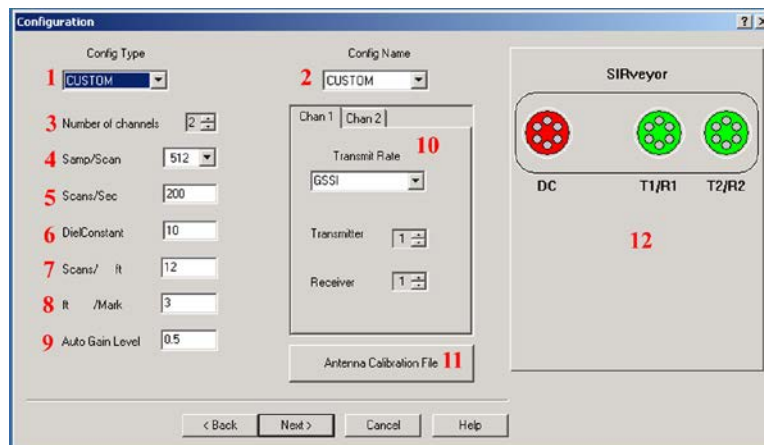 Configuration
Config Type
Config Name
1 CUSTOM
2 CUSTOM
SIRveyor
3 Number of channels 2
Chan 1 Chan 2
10
4 Samp/Scan 512
Transmit Rate
GSSI
5 Scans/Sec 200
DC T1/R1 T2/R2
6 DielConstant 10
Transmitter 1
12
7 Scans/ ft 12
Receiver 1
8 ft /Mark 3
9 Auto Gain Level 0.5
Antenna Calibration File 11
< Back Next > Cancel Help